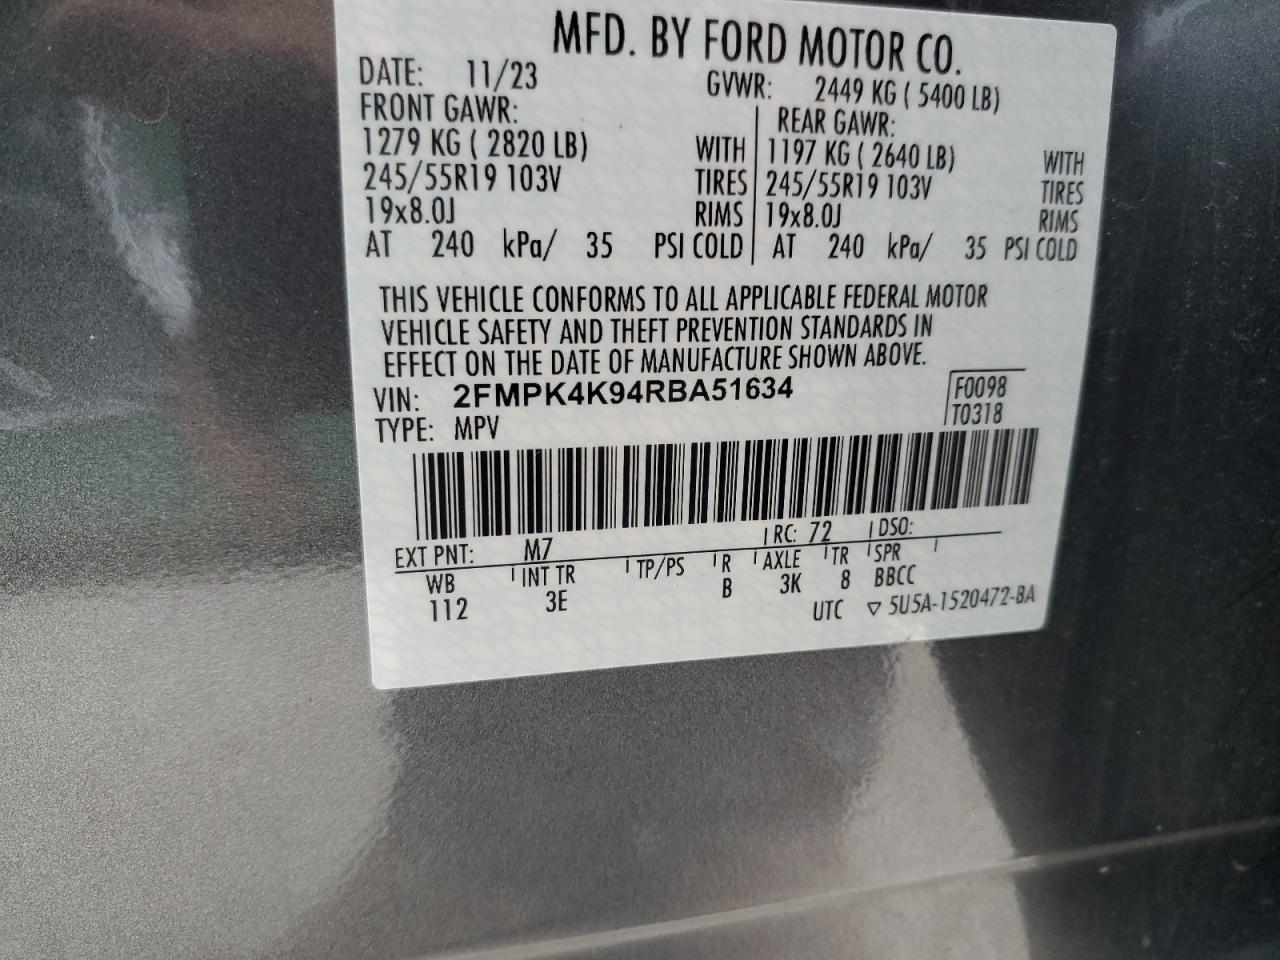 MFD. BY FORD MOTOR CO.
DATE: 11/23 GVWR: 2449 KG ( 5400 LB)
FRONT GAWR: REAR GAWR:
1279 KG ( 2820 LB) WITH 1197 KG ( 2640 LB) WITH
245/55R19 103V TIRES 245/55R19 103V TIRES
19x8.0J RIMS 19x8.0J RIMS
AT 240 kPa/ 35 PSI COLD AT 240 kPa/ 35 PSI COLD
THIS VEHICLE CONFORMS TO ALL APPLICABLE FEDERAL MOTOR
VEHICLE SAFETY AND THEFT PREVENTION STANDARDS IN
EFFECT ON THE DATE OF MANUFACTURE SHOWN ABOVE.
VIN: 2FMPK4K94RBA51634 F0098
TYPE: MPV T0318
EXT PNT: M7 RC: 72 DSO:
WB INT TR TP/PS R AXLE TR SPR
112 3E B 3K 8 BBCC
UTC ▽ 5U5A-1520472-BA